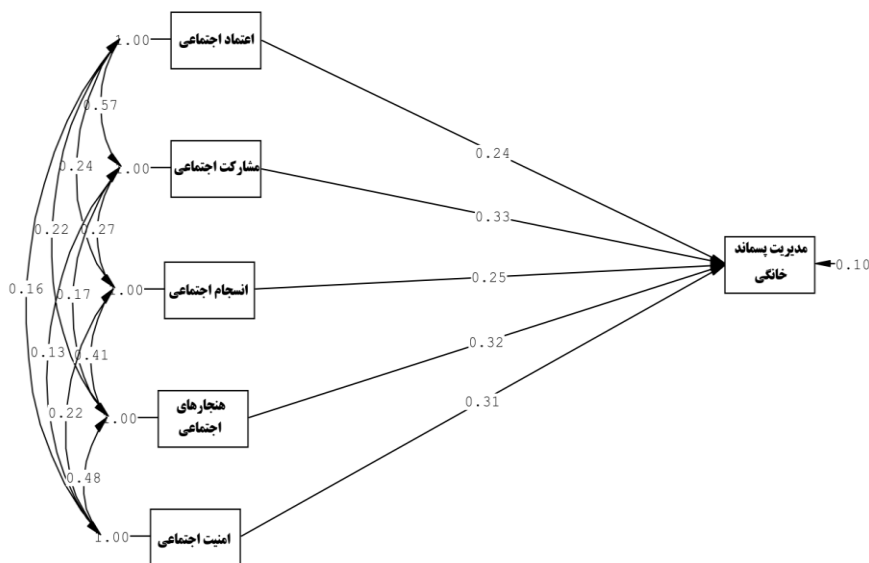 1.00
اعتماد اجتماعی
0.57
0.24
1.00
مشارکت اجتماعی
0.24
0.33
0.22
0.27
مدیریت پسماند
خانگی
0.10
0.25
0.16
0.17
1.00
انسجام اجتماعی
0.32
0.13
0.41
0.31
هنجارهای
اجتماعی
1.00
0.22
0.48
1.00
امنیت اجتماعی